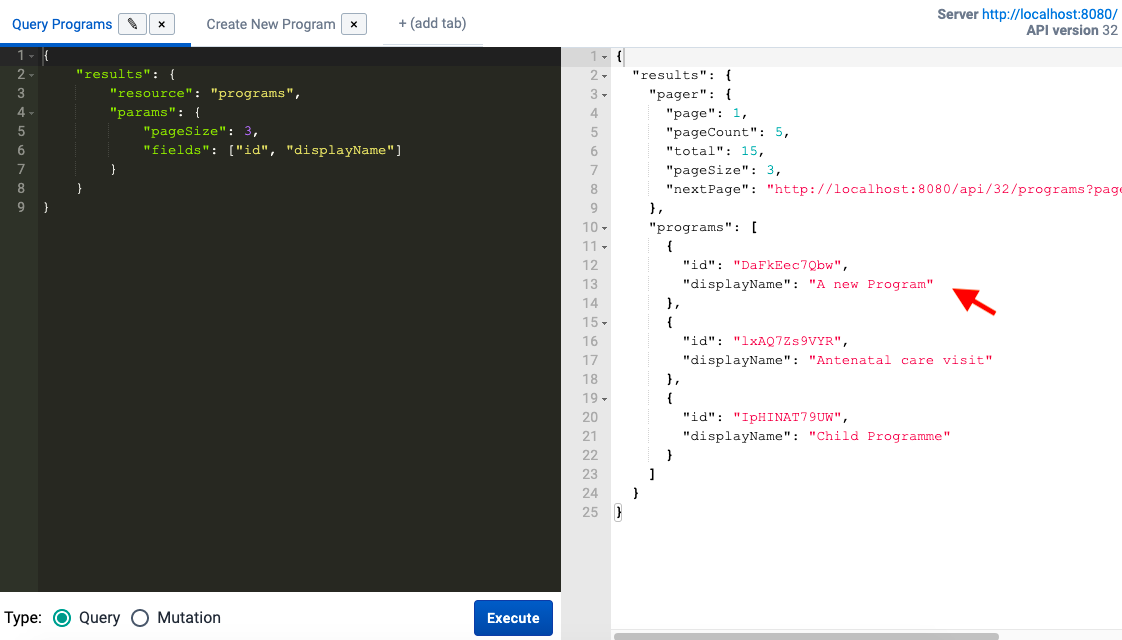 Query Programs ✎ ×
Create New Program ×
+ (add tab)
Server http://localhost:8080/
API version 32
1 {
2 "results": {
3 "resource": "programs",
4 "params": {
5 "pageSize": 3,
6 "fields": ["id", "displayName"]
7 }
8 }
9 }
1 {
2 "results": {
3 "pager": {
4 "page": 1,
5 "pageCount": 5,
6 "total": 15,
7 "pageSize": 3,
8 "nextPage": "http://localhost:8080/api/32/programs?page
9 },
10 "programs": [
11 {
12 "id": "DaFkEec7Qbw",
13 "displayName": "A new Program"
14 },
15 {
16 "id": "lxAQ7Zs9VYR",
17 "displayName": "Antenatal care visit"
18 },
19 {
20 "id": "IpHINAT79UW",
21 "displayName": "Child Programme"
22 }
23 ]
24 }
25 }
Type: Query Mutation
Execute